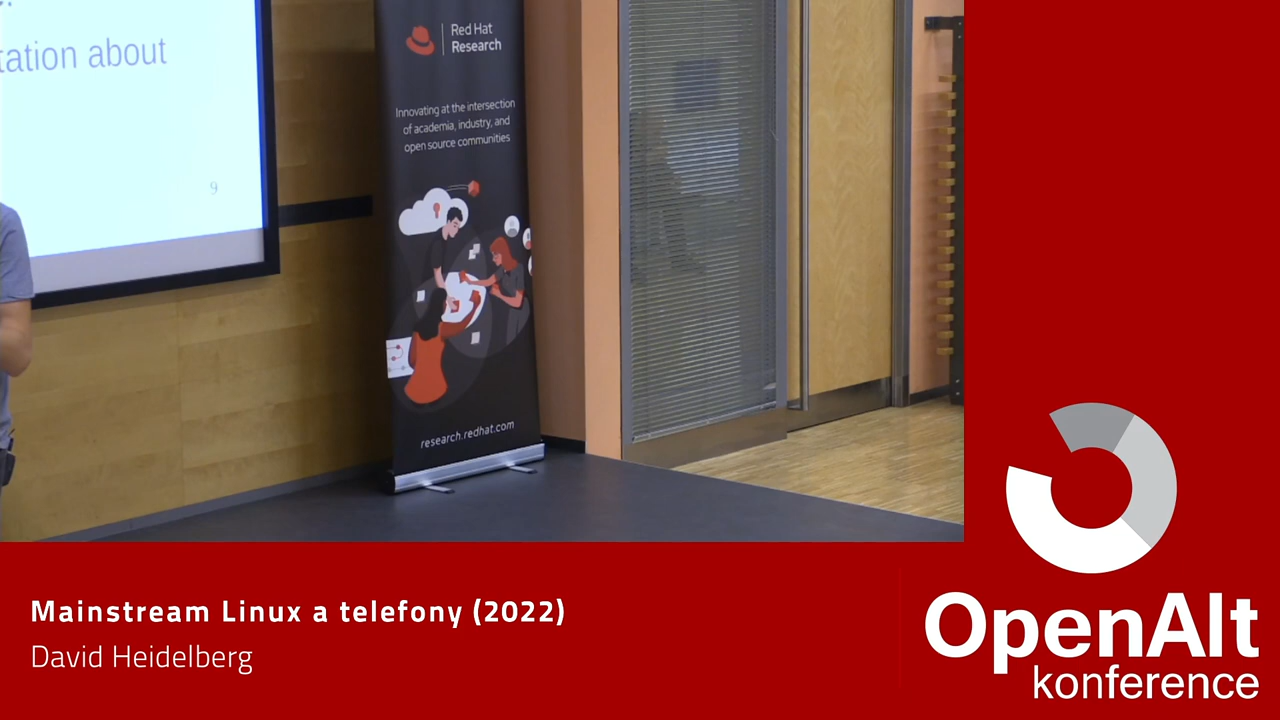 tation about
9
Red Hat
Research
Innovating at the intersection
of academia, industry, and
open source communities
research.redhat.com
Mainstream Linux a telefony (2022)
David Heidelberg
OpenAlt
konference